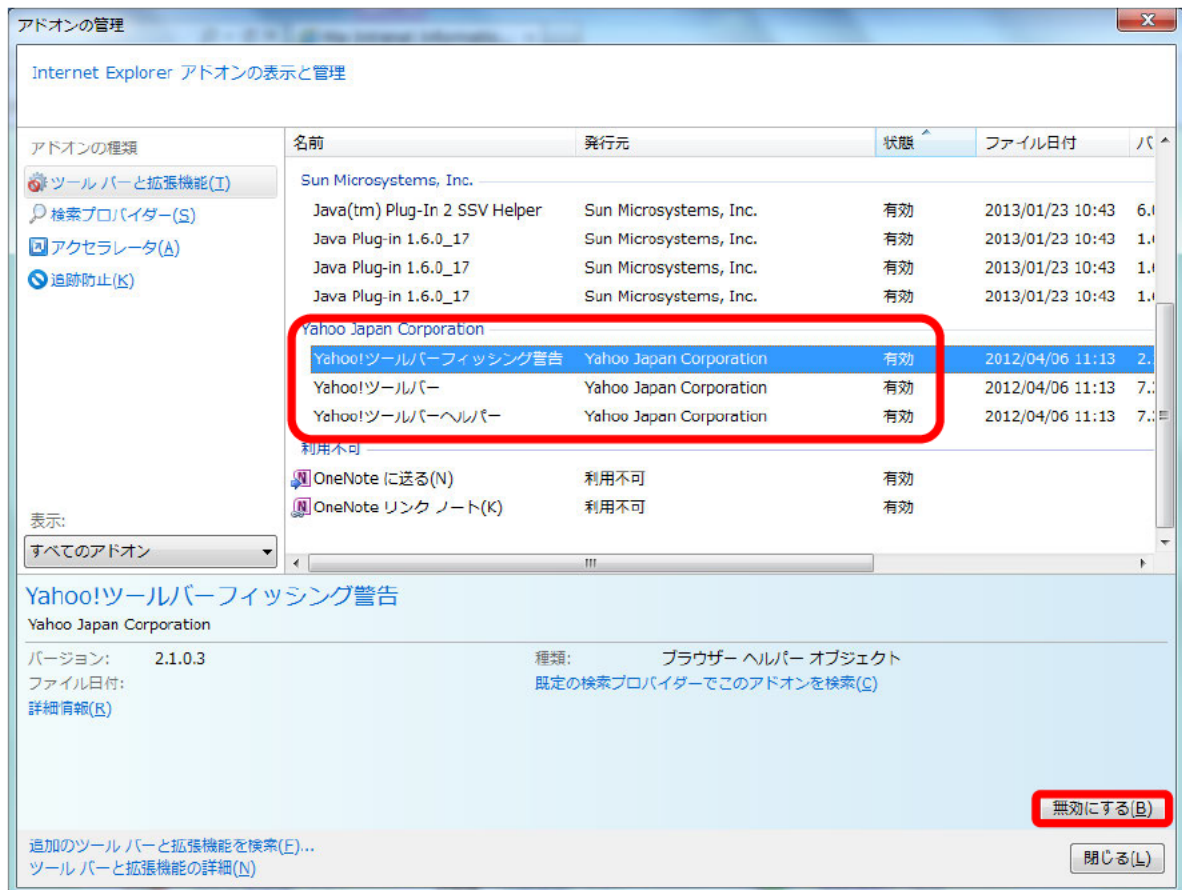 アドオンの管理
Internet Explorer アドオンの表示と管理
アドオンの種類
ツール バーと拡張機能(T)
検索プロバイダー(S)
アクセラレータ(A)
追跡防止(K)
表示:
すべてのアドオン
名前 発行元 状態 ファイル日付 バ
Sun Microsystems, Inc.
Java(tm) Plug-In 2 SSV Helper Sun Microsystems, Inc. 有効 2013/01/23 10:43 6.
Java Plug-in 1.6.0_17 Sun Microsystems, Inc. 有効 2013/01/23 10:43 1.
Java Plug-in 1.6.0_17 Sun Microsystems, Inc. 有効 2013/01/23 10:43 1.
Java Plug-in 1.6.0_17 Sun Microsystems, Inc. 有効 2013/01/23 10:43 1.
Yahoo Japan Corporation
Yahoo!ツールバーフィッシング警告 Yahoo Japan Corporation 有効 2012/04/06 11:13 2.
Yahoo!ツールバー Yahoo Japan Corporation 有効 2012/04/06 11:13 7.
Yahoo!ツールバーヘルパー Yahoo Japan Corporation 有効 2012/04/06 11:13 7.
利用不可
OneNote に送る(N) 利用不可 有効
OneNote リンク ノート(K) 利用不可 有効
Yahoo!ツールバーフィッシング警告
Yahoo Japan Corporation
バージョン: 2.1.0.3 種類: ブラウザー ヘルパー オブジェクト
ファイル日付: 既定の検索プロバイダーでこのアドオンを検索(C)
詳細情報(R)
無効にする(B)
追加のツール バーと拡張機能を検索(F)...
ツール バーと拡張機能の詳細(N)
閉じる(L)